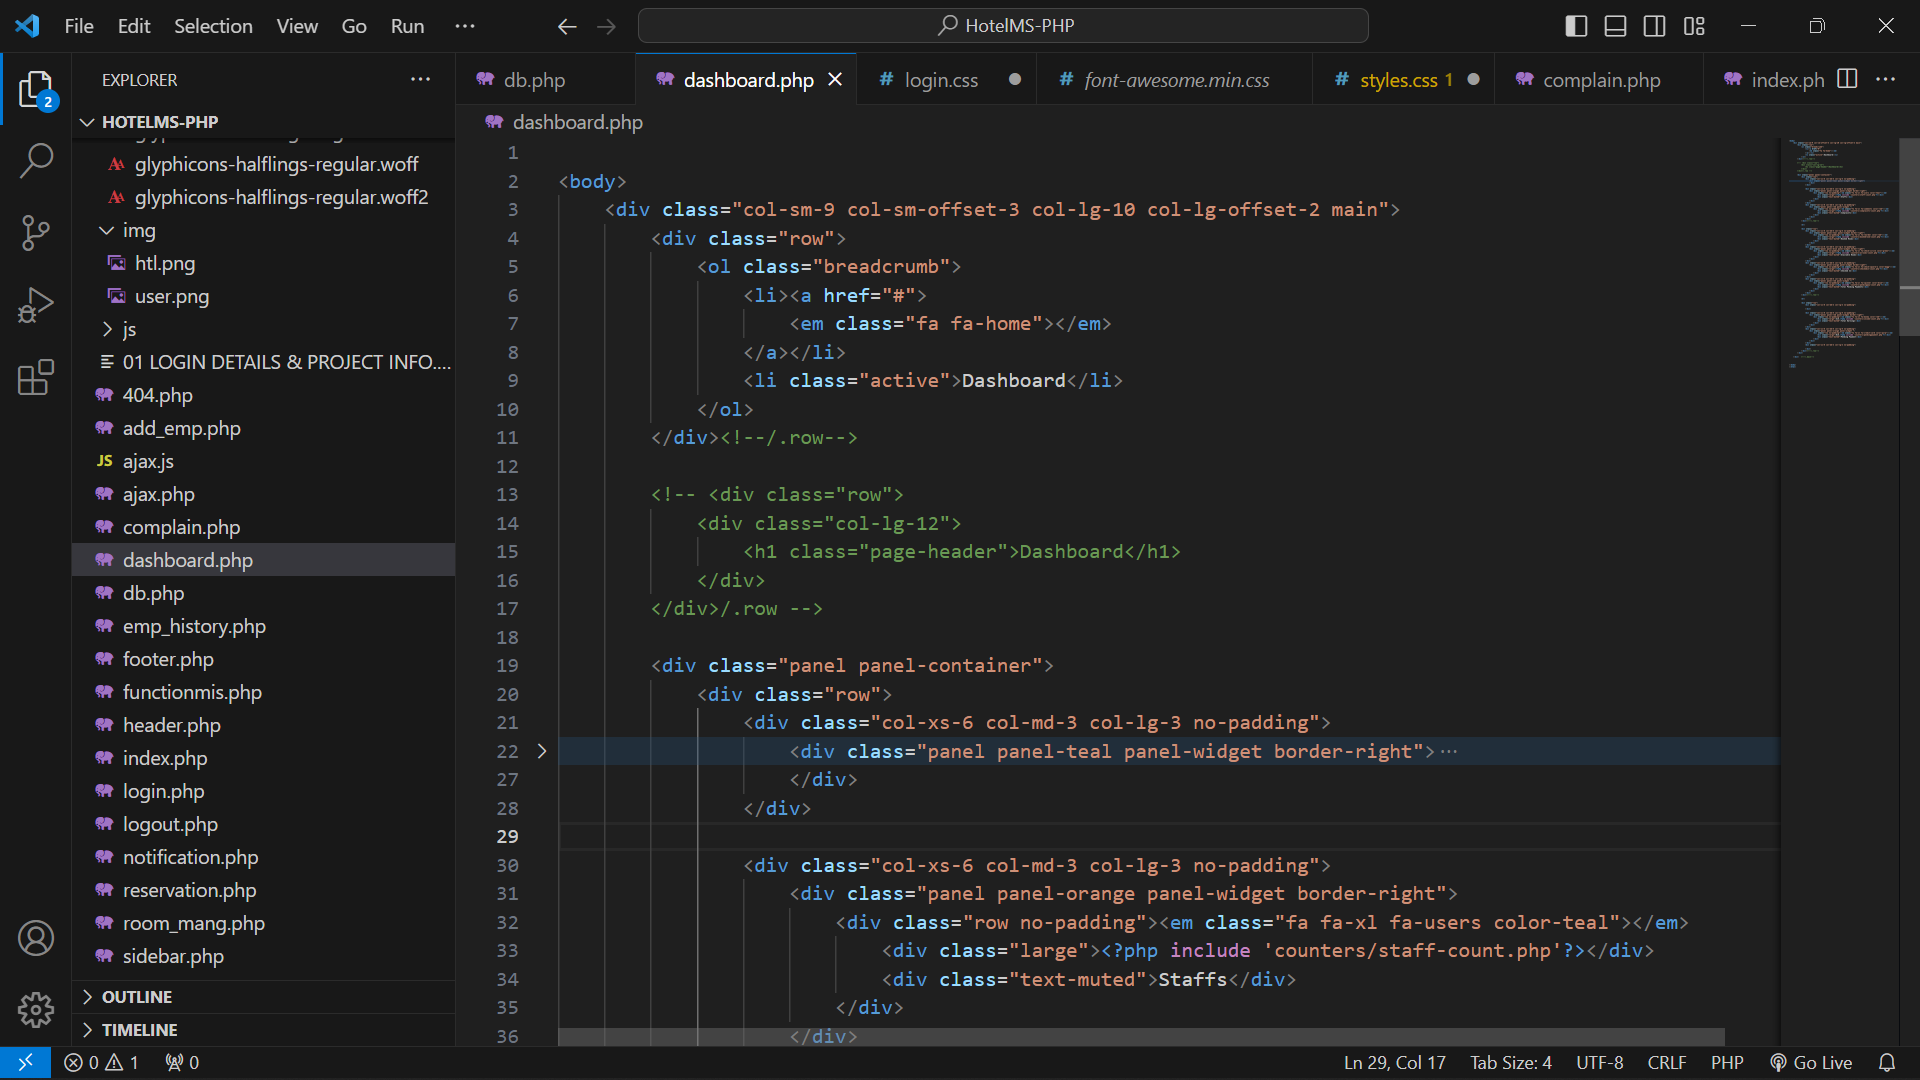 File Edit Selection View Go Run ··· HotelMS-PHP
EXPLORER ···
db.php dashboard.php # login.css # font-awesome.min.css # styles.css 1 complain.php index.ph ···
HOTELMS-PHP
dashboard.php
glyphicons-halflings-regular.woff
glyphicons-halflings-regular.woff2
img
htl.png
user.png
js
01 LOGIN DETAILS & PROJECT INFO....
404.php
add_emp.php
JS ajax.js
ajax.php
complain.php
dashboard.php
db.php
emp_history.php
footer.php
functionmis.php
header.php
index.php
login.php
logout.php
notification.php
reservation.php
room_mang.php
sidebar.php
OUTLINE
TIMELINE
2
1
2 <body>
3 <div class="col-sm-9 col-sm-offset-3 col-lg-10 col-lg-offset-2 main">
4 <div class="row">
5 <ol class="breadcrumb">
6 <li><a href="#">
7 <em class="fa fa-home"></em>
8 </a></li>
9 <li class="active">Dashboard</li>
10 </ol>
11 </div><!--/.row-->
12
13 <!-- <div class="row">
14 <div class="col-lg-12">
15 <h1 class="page-header">Dashboard</h1>
16 </div>
17 </div>/.row -->
18
19 <div class="panel panel-container">
20 <div class="row">
21 <div class="col-xs-6 col-md-3 col-lg-3 no-padding">
22 <div class="panel panel-teal panel-widget border-right">···
27 </div>
28 </div>
29
30 <div class="col-xs-6 col-md-3 col-lg-3 no-padding">
31 <div class="panel panel-orange panel-widget border-right">
32 <div class="row no-padding"><em class="fa fa-xl fa-users color-teal"></em>
33 <div class="large"><?php include 'counters/staff-count.php'?></div>
34 <div class="text-muted">Staffs</div>
35 </div>
36 </div>
0 1 0 Ln 29, Col 17 Tab Size: 4 UTF-8 CRLF PHP Go Live